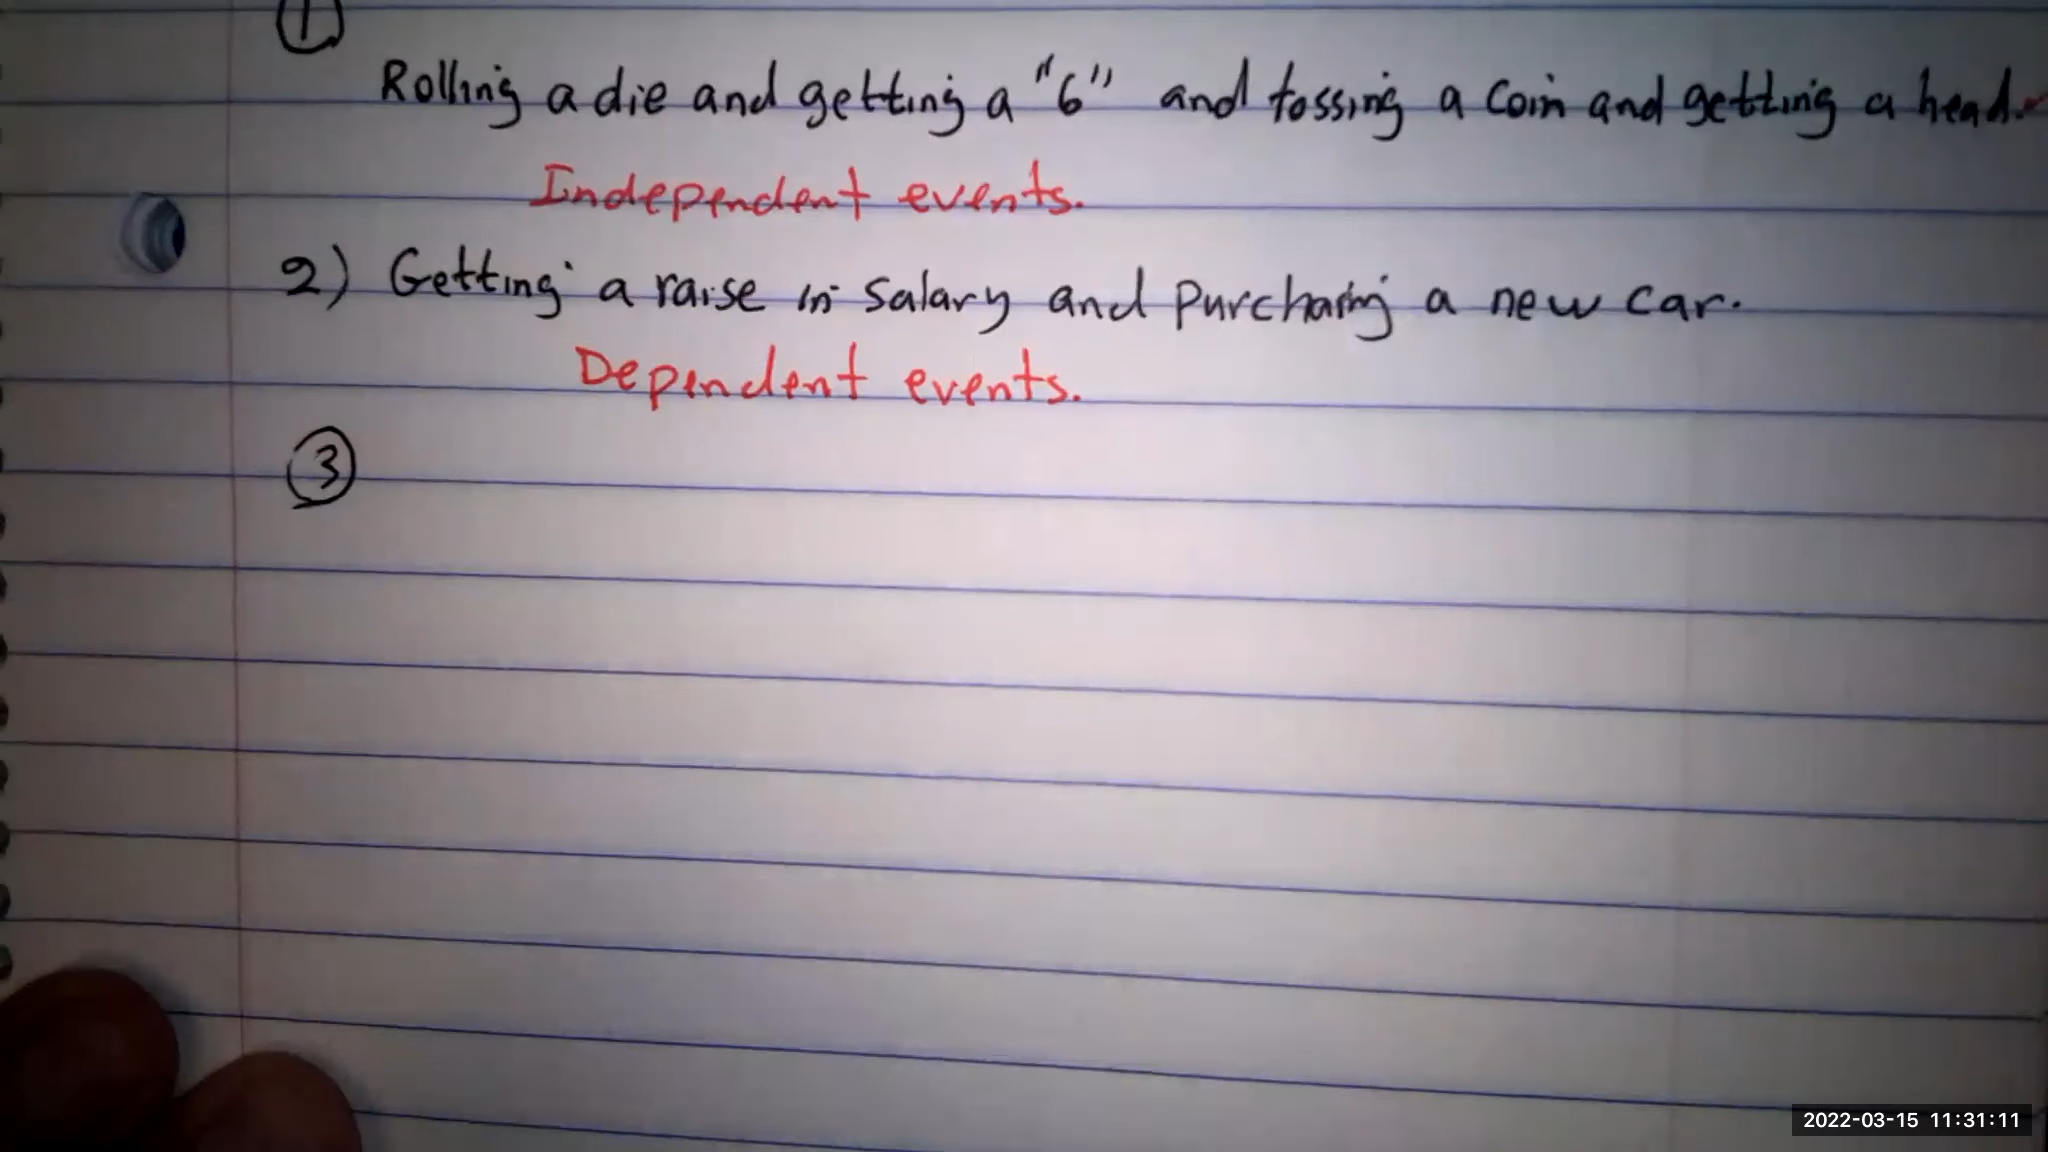 ①
Rolling a die and getting a "6" and tossing a coin and getting a head.
Independent events.
2) Getting a raise in salary and purchasing a new car.
Dependent events.
③
2022-03-15 11:31:11